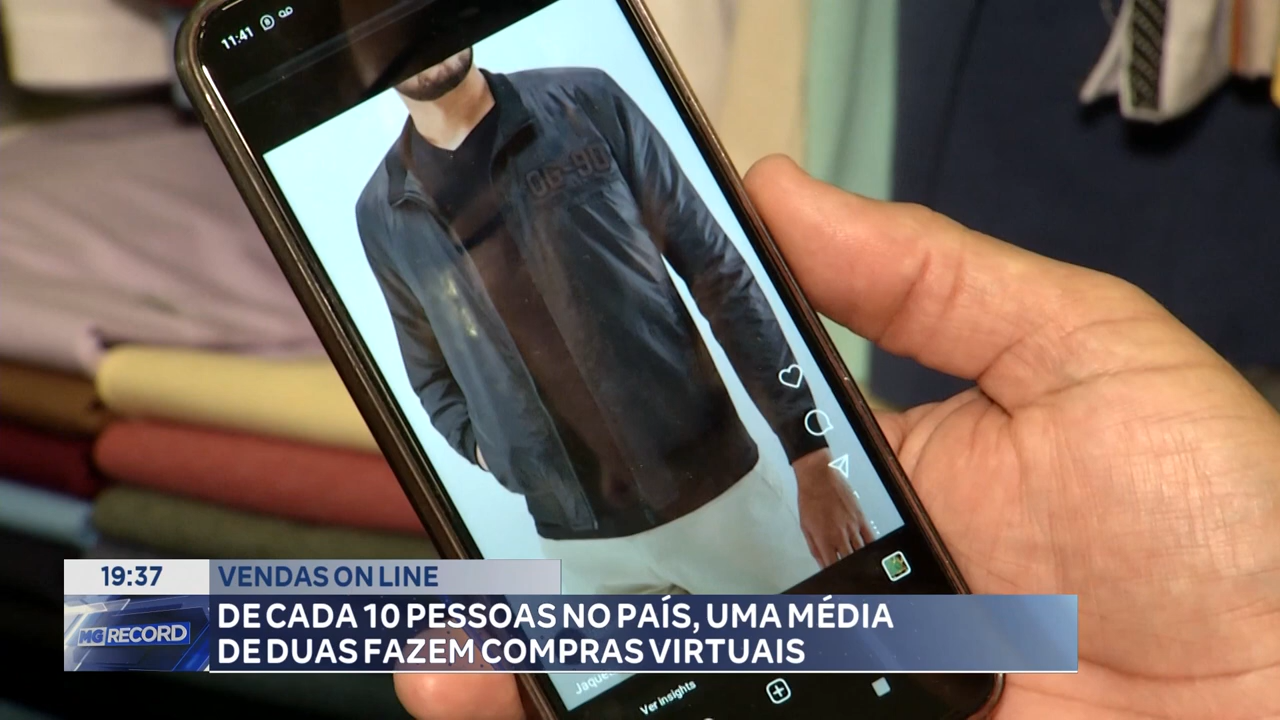 11:41
OG-90
Jaque
Ver insights
19:37
VENDAS ON LINE
MG RECORD
DE CADA 10 PESSOAS NO PAÍS, UMA MÉDIA
DE DUAS FAZEM COMPRAS VIRTUAIS